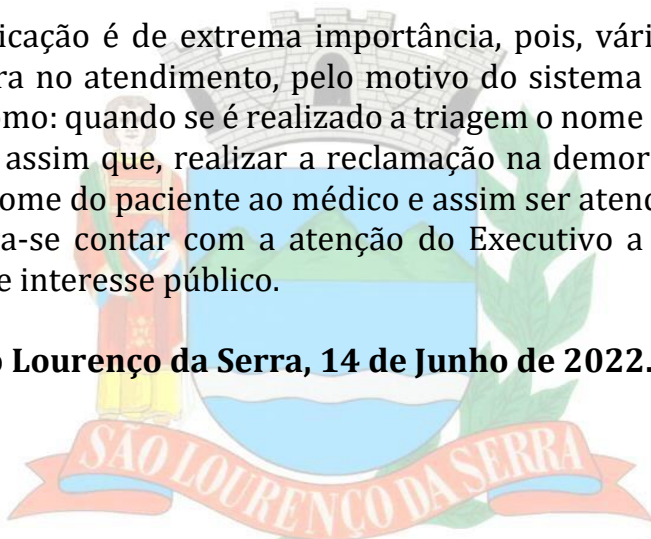 icação é de extrema importância, pois, vári
ra no atendimento, pelo motivo do sistema
omo: quando se é realizado a triagem o nome
assim que, realizar a reclamação na demor
ome do paciente ao médico e assim ser atend
a-se contar com a atenção do Executivo a
e interesse público.
o Lourenço da Serra, 14 de Junho de 2022.
SÃO LOURENÇO DA SERRA